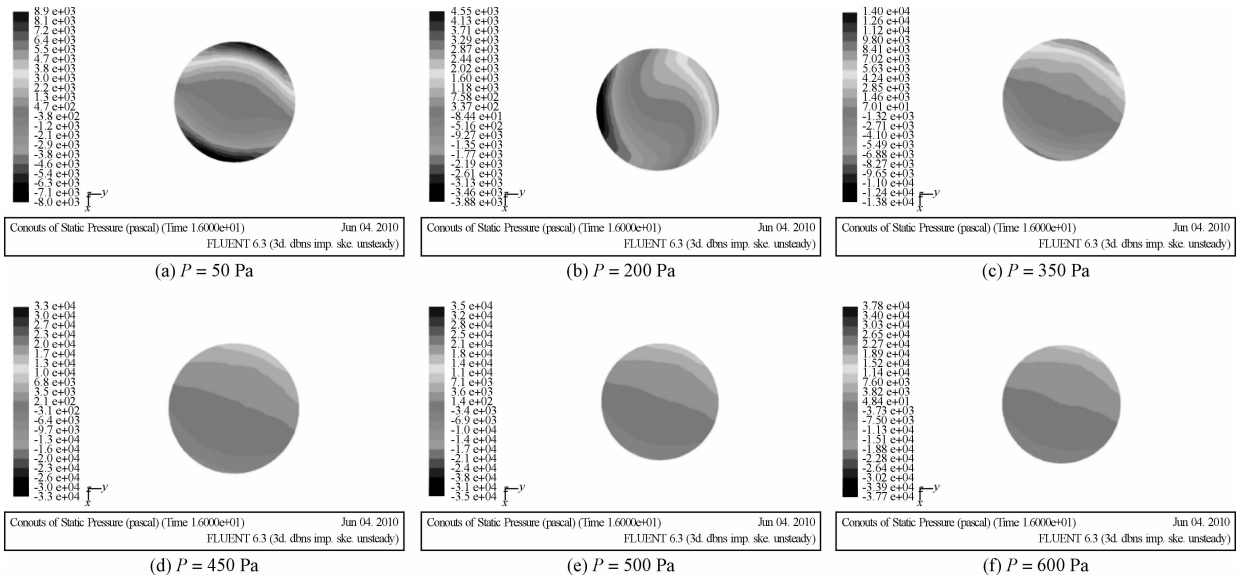 8.9 e+03
8.1 e+03
7.2 e+03
6.4 e+03
5.5 e+03
4.7 e+03
3.8 e+03
3.0 e+03
2.2 e+03
1.3 e+03
4.7 e+02
-3.8 e+02
-1.2 e+03
-2.1 e+03
-2.9 e+03
-3.8 e+03
-4.6 e+03
-5.4 e+03
-6.3 e+03
-7.1 e+03
-8.0 e+03
y
x
Conouts of Static Pressure (pascal) (Time 1.6000e+01) Jun 04. 2010
FLUENT 6.3 (3d. dbns imp. ske. unsteady)
(a) P = 50 Pa
4.55 e+03
4.13 e+03
3.71 e+03
3.29 e+03
2.87 e+03
2.44 e+03
2.02 e+03
1.60 e+03
1.18 e+03
7.58 e+02
3.37 e+02
-8.44 e+01
-5.16 e+02
-9.27 e+03
-1.35 e+03
-1.77 e+03
-2.19 e+03
-2.61 e+03
-3.13 e+03
-3.46 e+03
-3.88 e+03
y
x
Conouts of Static Pressure (pascal) (Time 1.6000e+01) Jun 04. 2010
FLUENT 6.3 (3d. dbns imp. ske. unsteady)
(b) P = 200 Pa
1.40 e+04
1.26 e+04
1.12 e+04
9.80 e+03
8.41 e+03
7.02 e+03
5.63 e+03
4.24 e+03
2.85 e+03
1.46 e+03
7.01 e+01
-1.32 e+03
-2.71 e+03
-4.10 e+03
-5.49 e+03
-6.88 e+03
-8.27 e+03
-9.65 e+03
-1.10 e+04
-1.24 e+04
-1.38 e+04
y
x
Conouts of Static Pressure (pascal) (Time 1.6000e+01) Jun 04. 2010
FLUENT 6.3 (3d. dbns imp. ske. unsteady)
(c) P = 350 Pa
3.3 e+04
3.0 e+04
2.7 e+04
2.3 e+04
2.0 e+04
1.7 e+04
1.3 e+04
1.0 e+04
6.8 e+03
3.5 e+03
2.1 e+02
-3.1 e+02
-6.4 e+03
-9.7 e+03
-1.3 e+04
-1.6 e+04
-2.0 e+04
-2.3 e+04
-2.6 e+04
-3.0 e+04
-3.3 e+04
y
x
Conouts of Static Pressure (pascal) (Time 1.6000e+01) Jun 04. 2010
FLUENT 6.3 (3d. dbns imp. ske. unsteady)
(d) P = 450 Pa
3.5 e+04
3.2 e+04
2.8 e+04
2.5 e+04
2.1 e+04
1.8 e+04
1.4 e+04
1.1 e+04
7.1 e+04
3.6 e+03
1.4 e+02
-3.4 e+03
-7.5 e+03
-9.0 e+03
-1.0 e+04
-1.4 e+04
-1.7 e+04
-2.1 e+04
-2.4 e+04
-3.8 e+04
-3.1 e+04
-3.5 e+04
y
x
Conouts of Static Pressure (pascal) (Time 1.6000e+01) Jun 04. 2010
FLUENT 6.3 (3d. dbns imp. ske. unsteady)
(e) P = 500 Pa
3.78 e+04
3.40 e+04
3.03 e+04
2.65 e+04
2.27 e+04
1.89 e+04
1.52 e+04
1.14 e+04
7.60 e+04
3.82 e+03
4.84 e+01
-3.73 e+03
-7.50 e+03
-1.13 e+04
-1.51 e+04
-1.88 e+04
-2.28 e+04
-2.64 e+04
-3.02 e+04
-3.39 e+04
-3.77 e+04
y
x
Conouts of Static Pressure (pascal) (Time 1.6000e+01) Jun 04. 2010
FLUENT 6.3 (3d. dbns imp. ske. unsteady)
(f) P = 600 Pa